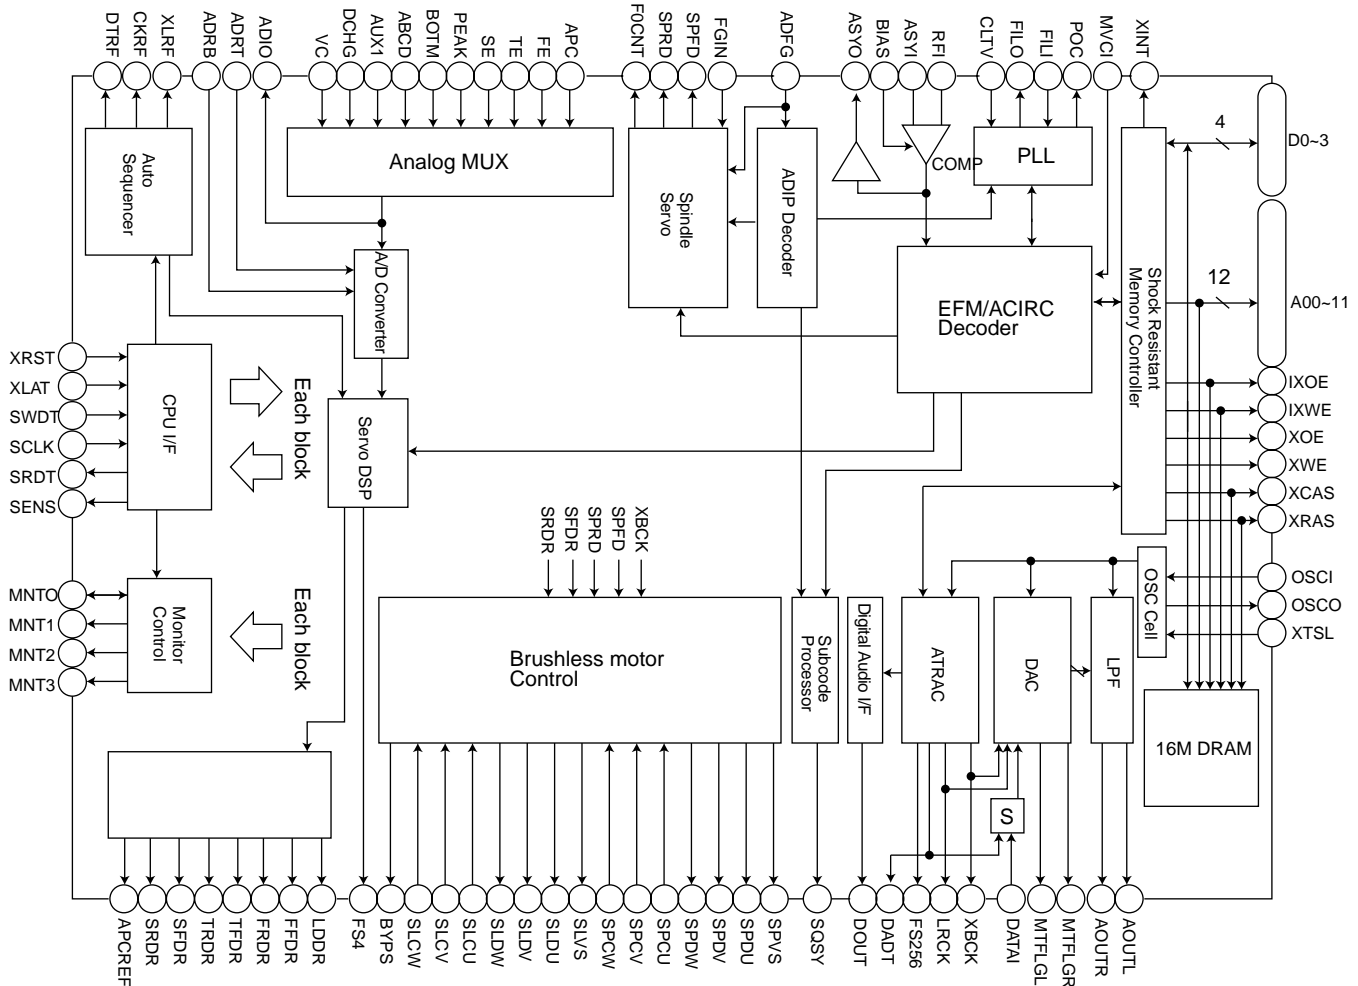 DTRF
CKRF
XLRF
ADRB
ADRT
ADIO
VC
DCHG
AUX1
ABCD
BOTM
PEAK
SE
TE
FE
APC
F0CNT
SPRD
SPFD
FGIN
ADFG
ASYO
BIAS
ASYI
RFI
CLTV
FILO
FILI
POC
MVCI
XINT
Auto
Sequencer
Analog MUX
Spindle
Servo
ADIP Decoder
COMP
PLL
4
D0~3
A/D Converter
EFM/ACIRC
Decoder
Shock Resistant
Memory Controller
12
A00~11
XRST
XLAT
SWDT
SCLK
SRDT
SENS
CPU I/F
Each block
Servo DSP
IXOE
IXWE
XOE
XWE
XCAS
XRAS
SRDR
SFDR
SPRD
SPFD
XBCK
MNTO
MNT1
MNT2
MNT3
Monitor
Control
Each block
Brushless motor
Control
Subcode
Processor
Digital Audio I/F
ATRAC
DAC
LPF
OSC Cell
OSCI
OSCO
XTSL
16M DRAM
S
APCREF
SRDR
SFDR
TRDR
TFDR
FRDR
FFDR
LDDR
FS4
BYPS
SLCW
SLCV
SLCU
SLDW
SLDV
SLDU
SLVS
SPCW
SPCV
SPCU
SPDW
SPDV
SPDU
SPVS
SQSY
DOUT
DADT
FS256
LRCK
XBCK
DATAI
MTFLGL
MTFLGR
AOUTR
AOUTL